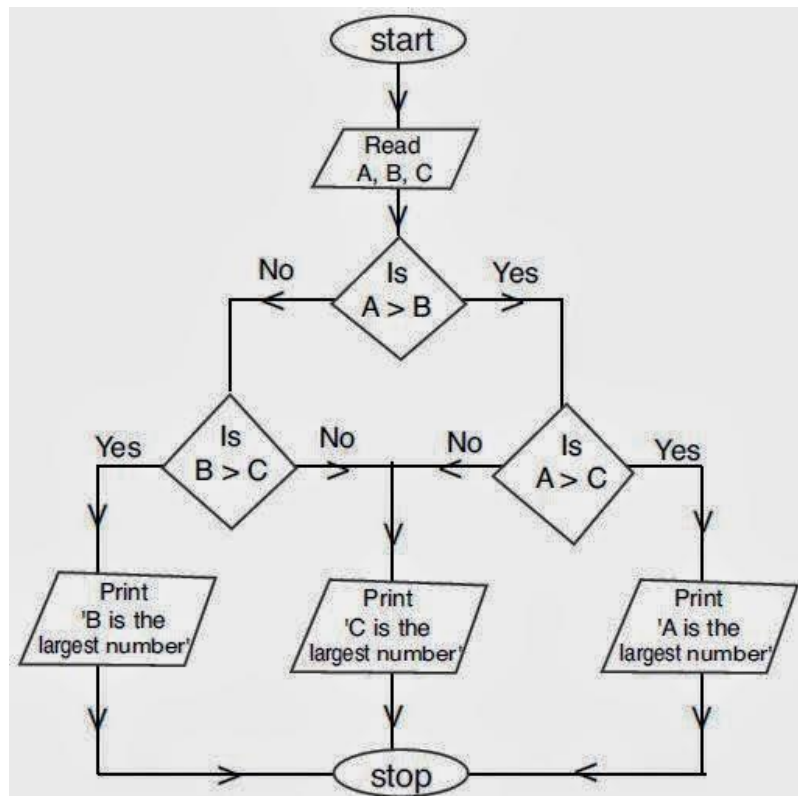 start
Read
A, B, C
Is
A > B
No
Yes
Is
B > C
Yes
No
Is
A > C
No
Yes
Print
'B is the
largest number'
Print
'C is the
largest number'
Print
'A is the
largest number'
stop